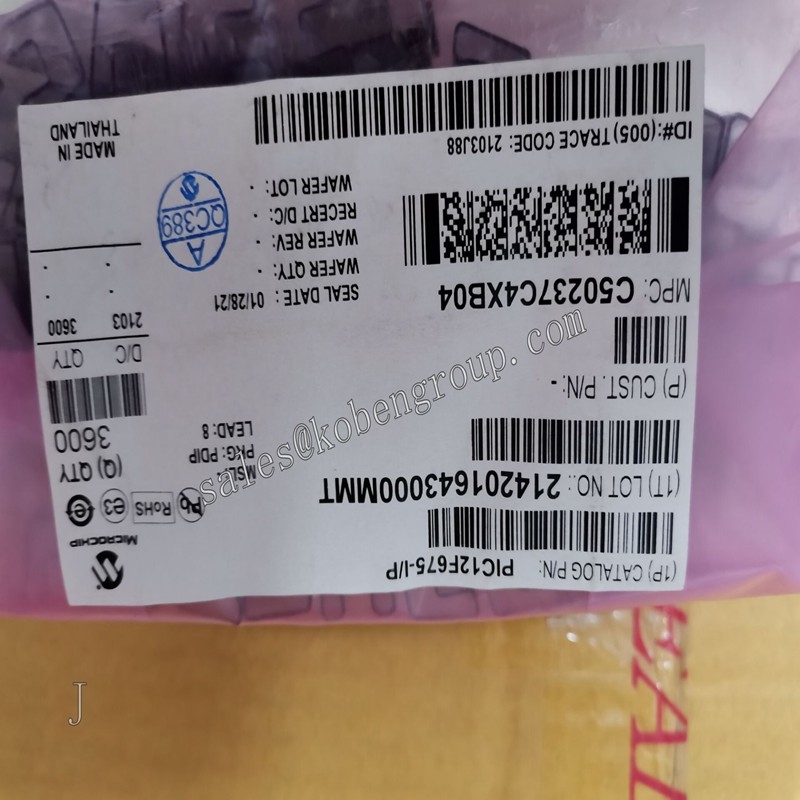 MICROCHIP
Pb RoHS e3 e
(1P) CATALOG P/N: PIC12F675-I/P
(1T) LOT NO.: 214201643000MMT
MSL:
PKG: PDIP
LEAD: 8
(Q) QTY
3600
(P) CUST. P/N: -
MPC: C50237C4XB04
D/C QTY
2103 3600
- -
- -
SEAL DATE : 01/28/21
WAFER QTY: -
WAFER REV: -
RECERT D/C: -
WAFER LOT: -
A
QC389
ID#:(005) TRACE CODE: 2103J88
MADE IN
THAILAND
sales@kobengroup.com
J